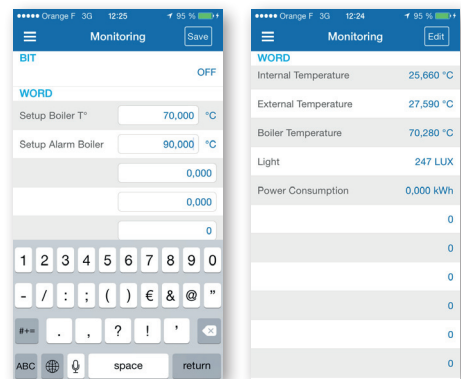 Orange F 3G 12:25 95 %
Monitoring Save
BIT
OFF
WORD
Setup Boiler T° 70,000 °C
Setup Alarm Boiler 90,000 °C
0,000
0,000
0
1 2 3 4 5 6 7 8 9 0
- / : ; ( ) € & @ "
#+= . , ? ! '
ABC space return
Orange F 3G 12:24 95 %
Monitoring Edit
WORD
Internal Temperature 25,660 °C
External Temperature 27,590 °C
Boiler Temperature 70,280 °C
Light 247 LUX
Power Consumption 0,000 kWh
0
0
0
0
0
0